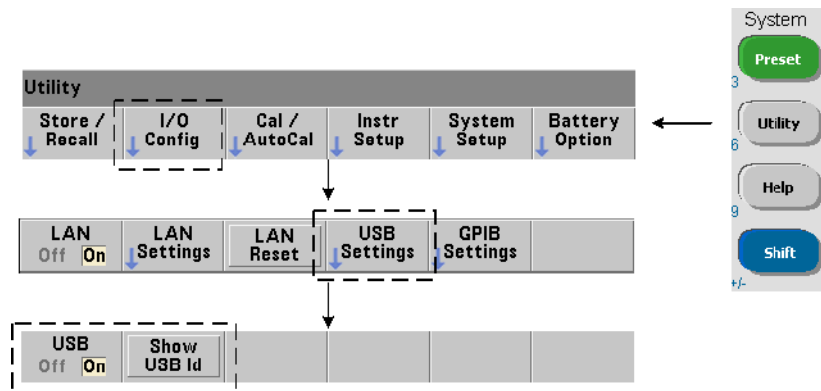 System
Preset
3
Utility
6
Help
9
Shift
+/-
Utility
Store / Recall
I/O Config
Cal / AutoCal
Instr Setup
System Setup
Battery Option
LAN
Off On
LAN Settings
LAN Reset
USB Settings
GPIB Settings
USB
Off On
Show USB Id